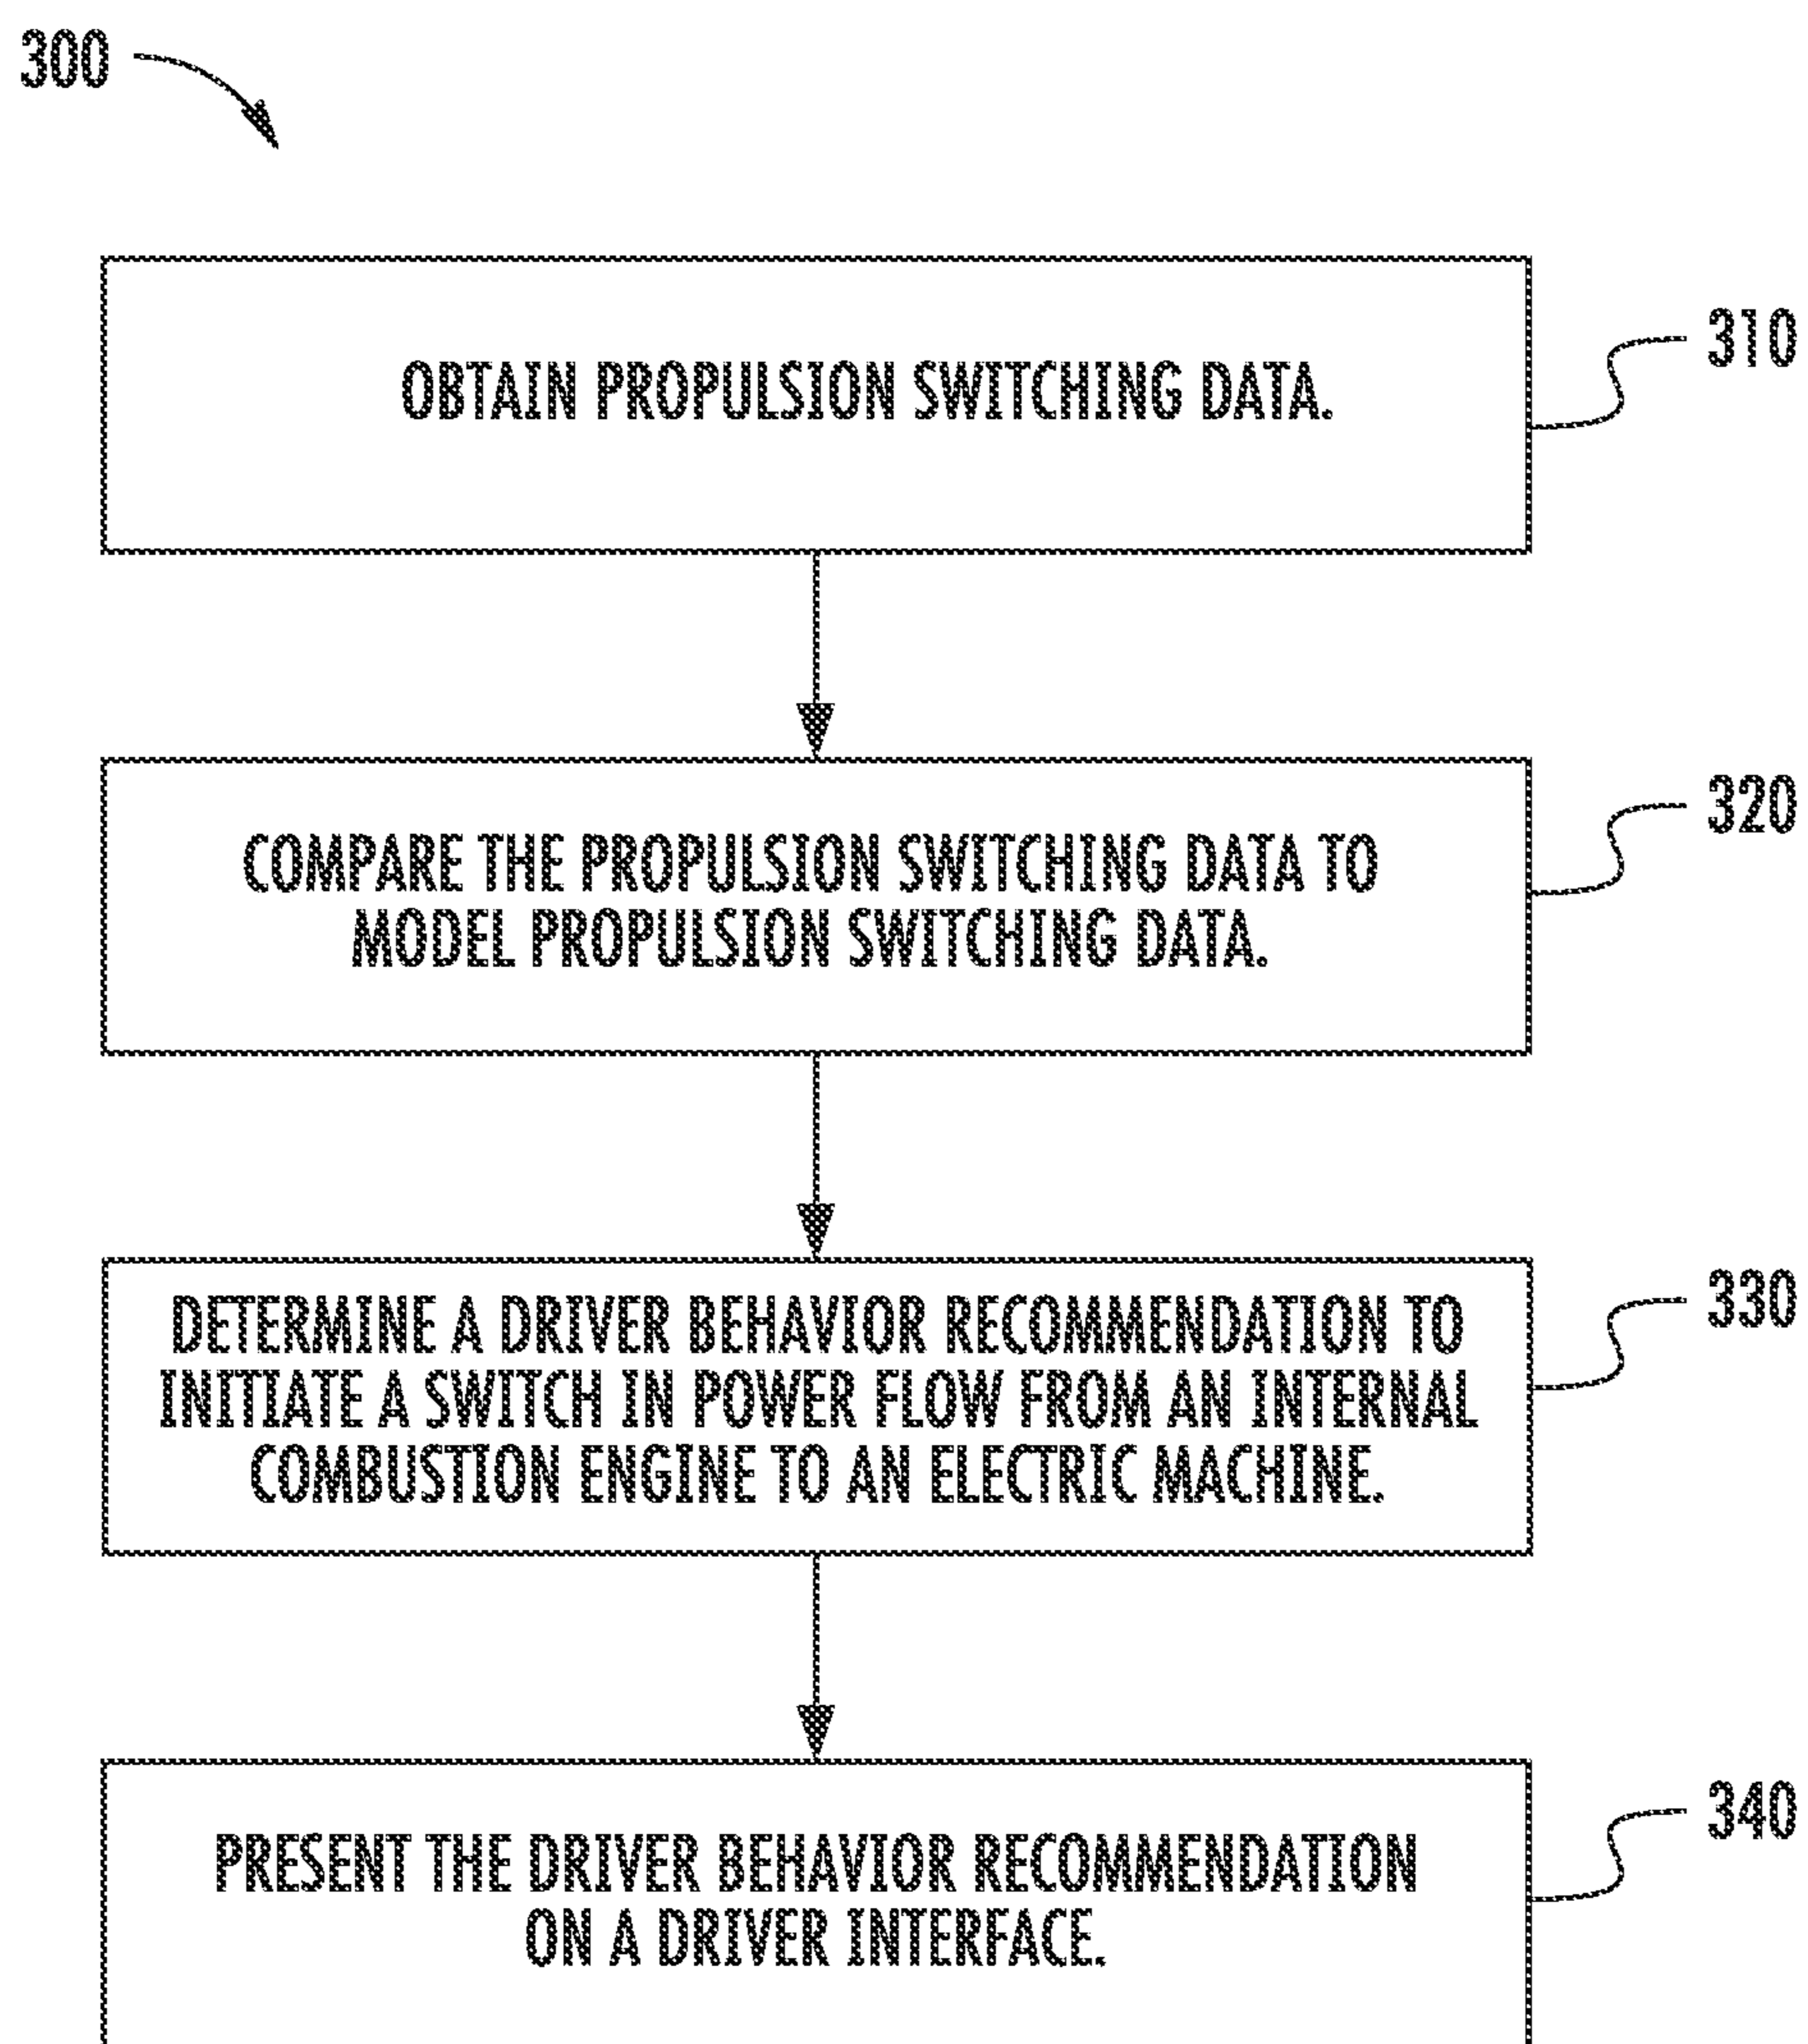 300
OBTAIN PROPULSION SWITCHING DATA.
310
COMPARE THE PROPULSION SWITCHING DATA TO
MODEL PROPULSION SWITCHING DATA.
320
DETERMINE A DRIVER BEHAVIOR RECOMMENDATION TO
INITIATE A SWITCH IN POWER FLOW FROM AN INTERNAL
COMBUSTION ENGINE TO AN ELECTRIC MACHINE.
330
PRESENT THE DRIVER BEHAVIOR RECOMMENDATION
ON A DRIVER INTERFACE.
340